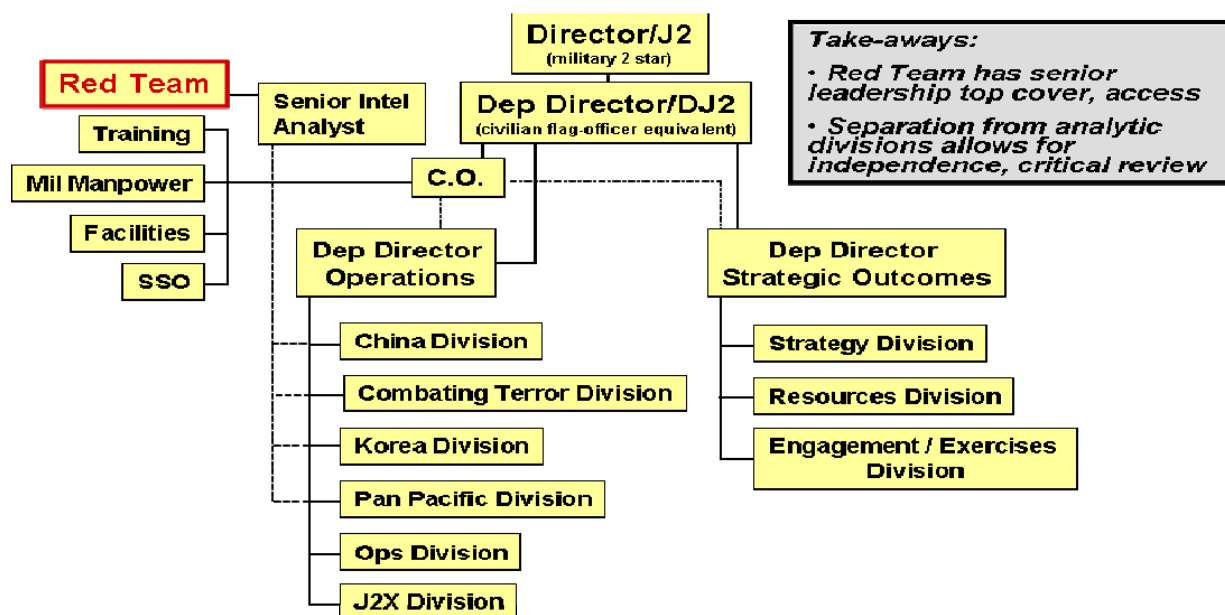 Director/J2
(military 2 star)
Take-aways:
• Red Team has senior
leadership top cover, access
• Separation from analytic
divisions allows for
independence, critical review
Red Team
Senior Intel
Analyst
Dep Director/DJ2
(civilian flag-officer equivalent)
Training
Mil Manpower
C.O.
Facilities
SSO
Dep Director
Operations
Dep Director
Strategic Outcomes
China Division
Combating Terror Division
Korea Division
Pan Pacific Division
Ops Division
J2X Division
Strategy Division
Resources Division
Engagement / Exercises
Division